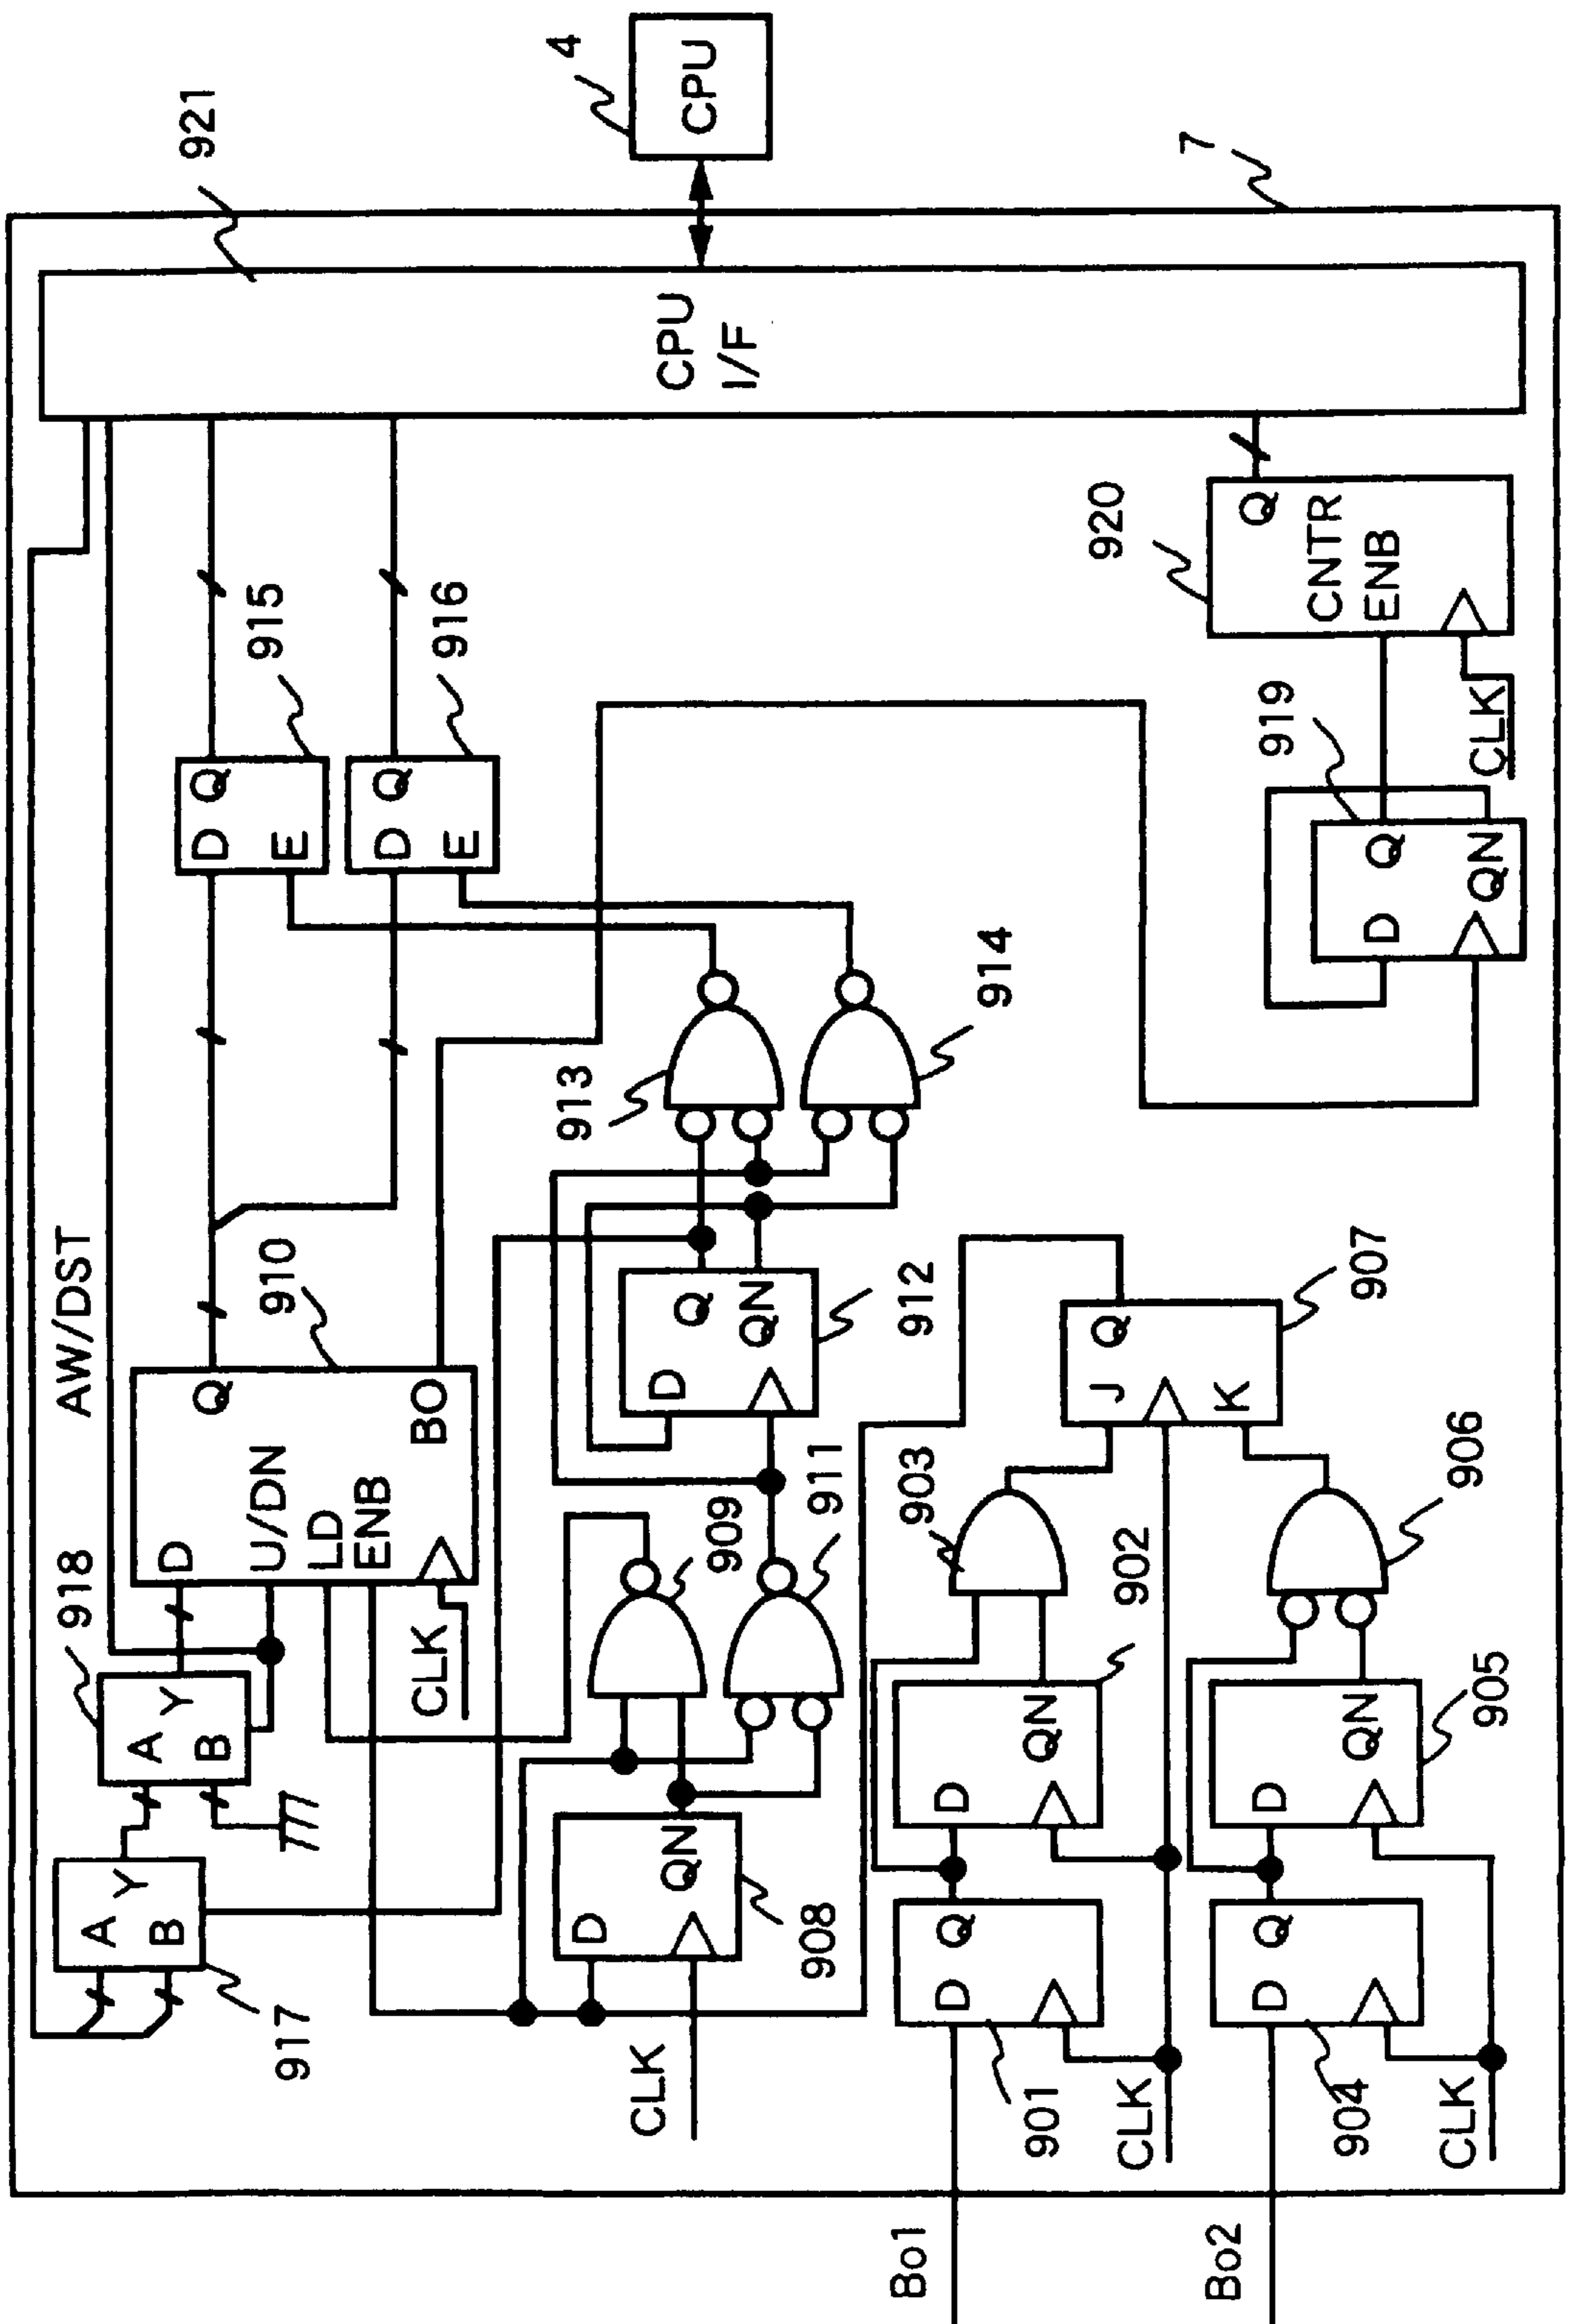 921
4
CPU
7
CPU
I/F
AW/DST
915
D Q
E
916
D Q
E
920
Q
CNTR
ENB
CLK
919
D Q
QN
918
A Y
B
910
D Q
U/DN
LD
ENB
BO
CLK
917
A Y
B
913
914
912
D Q
QN
909
911
908
D
QN
CLK
907
J Q
K
903
902
D
QN
906
905
D
QN
901
D Q
CLK
904
D Q
CLK
Bo1
Bo2